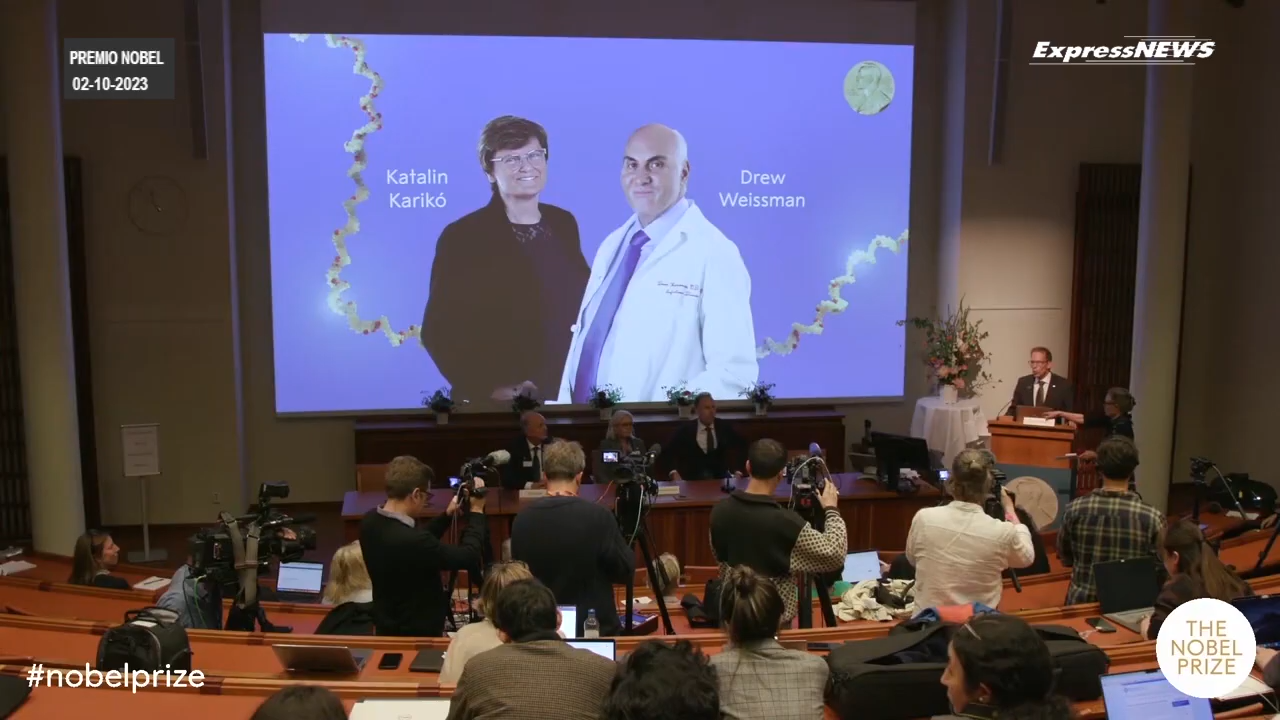 PREMIO NOBEL
02-10-2023
ExpressNEWS
Katalin
Karikó
Drew
Weissman
#nobelprize
THE
NOBEL
PRIZE